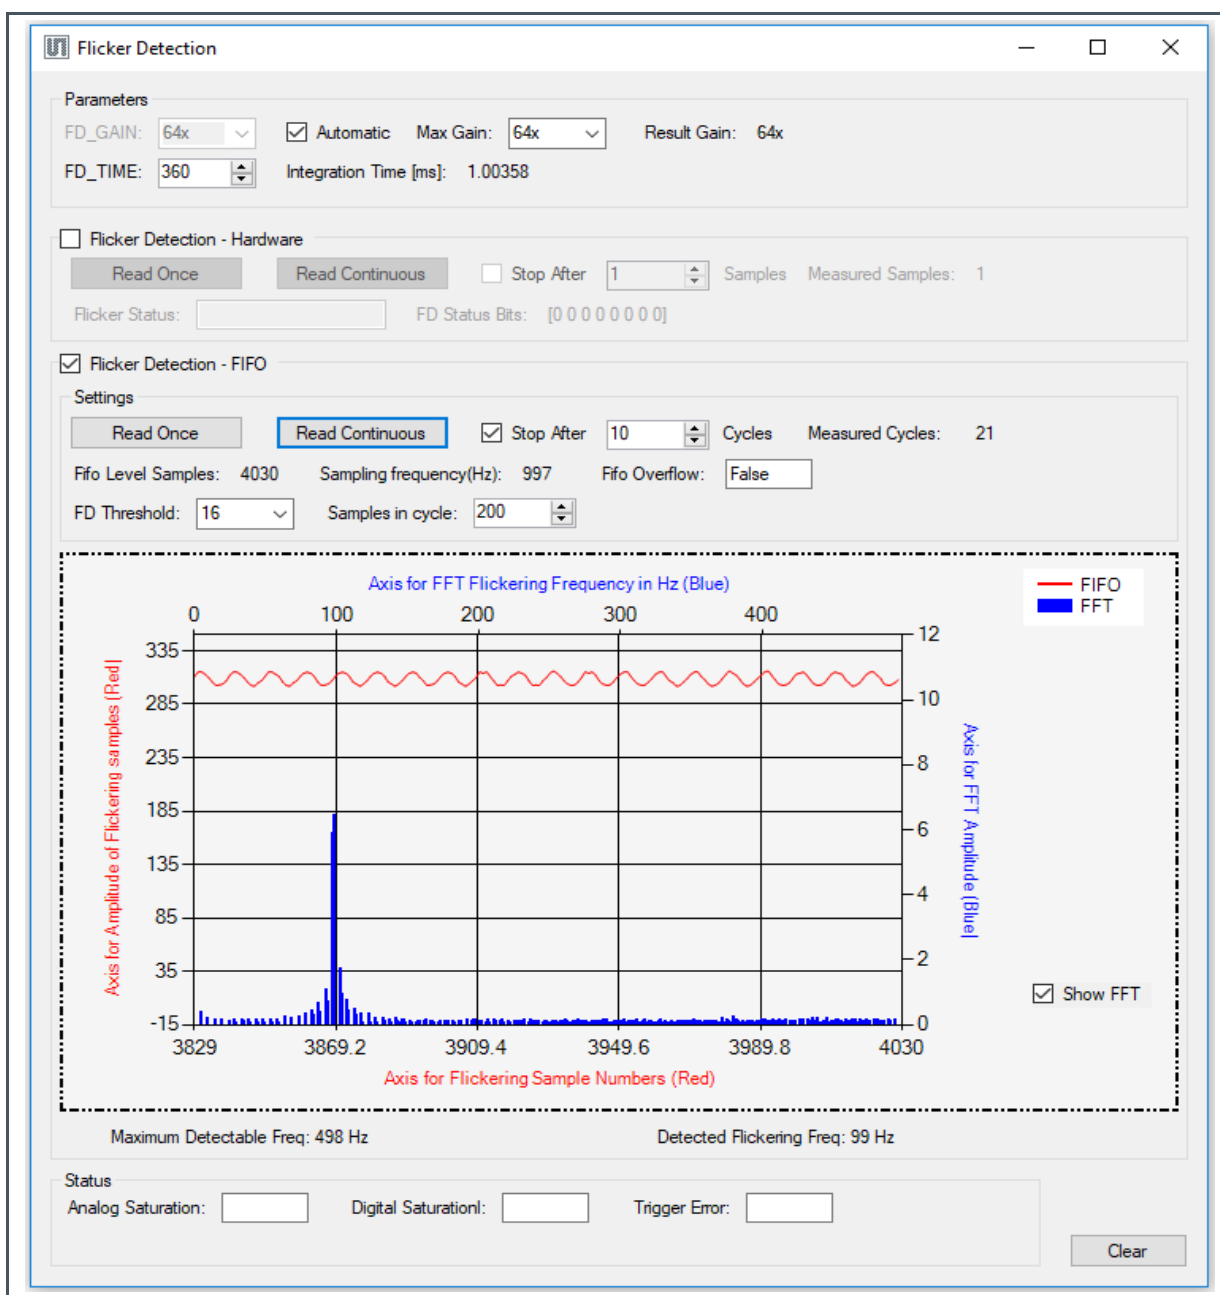 Flicker Detection
Parameters
FD_GAIN: 64x Automatic Max Gain: 64x Result Gain: 64x
FD_TIME: 360 Integration Time [ms]: 1.00358
Flicker Detection - Hardware
Read Once Read Continuous Stop After 1 Samples Measured Samples: 1
Flicker Status: FD Status Bits: [0 0 0 0 0 0 0 0]
Flicker Detection - FIFO
Settings
Read Once Read Continuous Stop After 10 Cycles Measured Cycles: 21
Fifo Level Samples: 4030 Sampling frequency(Hz): 997 Fifo Overflow: False
FD Threshold: 16 Samples in cycle: 200
Axis for FFT Flickering Frequency in Hz (Blue)
FIFO
FFT
0 100 200 300 400
335
285
235
185
135
85
35
-15
Axis for Amplitude of Flickering samples (Red)
12
10
8
6
4
2
0
Axis for FFT Amplitude (Blue)
Show FFT
3829 3869.2 3909.4 3949.6 3989.8 4030
Axis for Flickering Sample Numbers (Red)
Maximum Detectable Freq: 498 Hz Detected Flickering Freq: 99 Hz
Status
Analog Saturation: Digital Saturationl: Trigger Error:
Clear